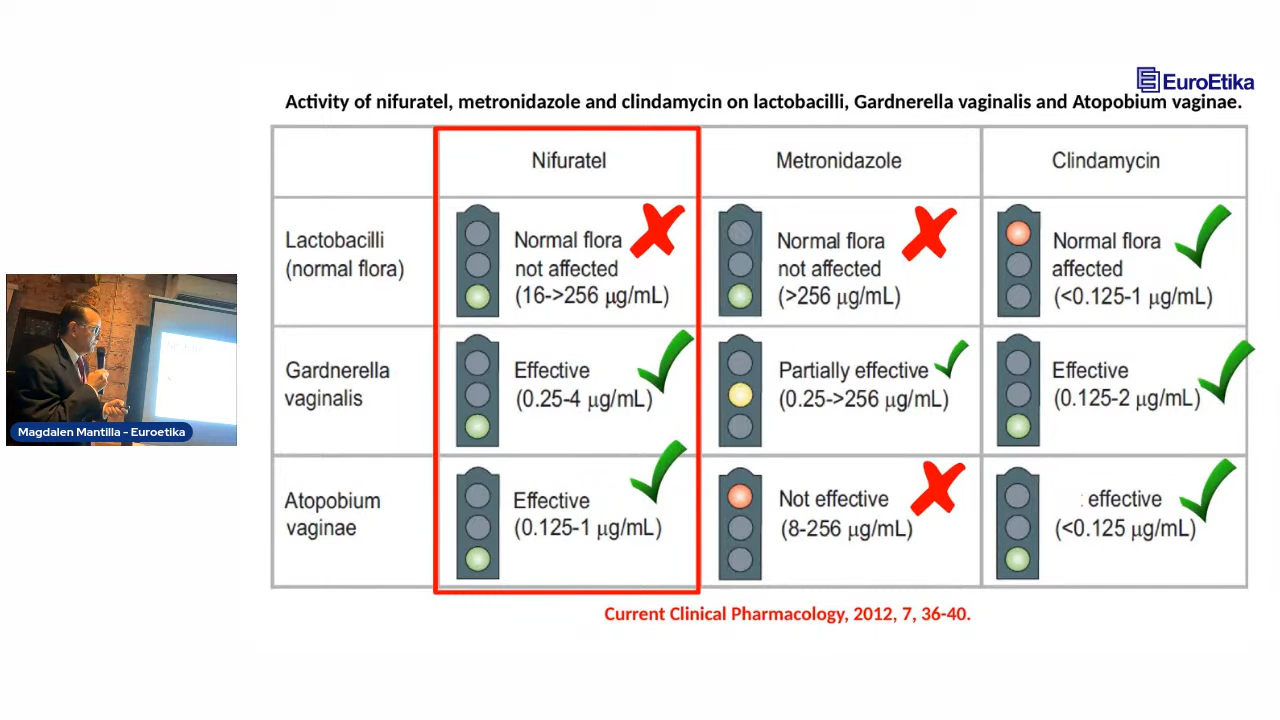 EuroEtika
Activity of nifuratel, metronidazole and clindamycin on lactobacilli, Gardnerella vaginalis and Atopobium vaginae.
Nifuratel
Metronidazole
Clindamycin
Lactobacilli
(normal flora)
Normal flora
not affected
(16->256 µg/mL)
Normal flora
not affected
(>256 µg/mL)
Normal flora
affected
(<0.125-1 µg/mL)
Gardnerella
vaginalis
Effective
(0.25-4 µg/mL)
Partially effective
(0.25->256 µg/mL)
Effective
(0.125-2 µg/mL)
Atopobium
vaginae
Effective
(0.125-1 µg/mL)
Not effective
(8-256 µg/mL)
: effective
(<0.125 µg/mL)
Current Clinical Pharmacology, 2012, 7, 36-40.
Magdalen Mantilla - Euroetika